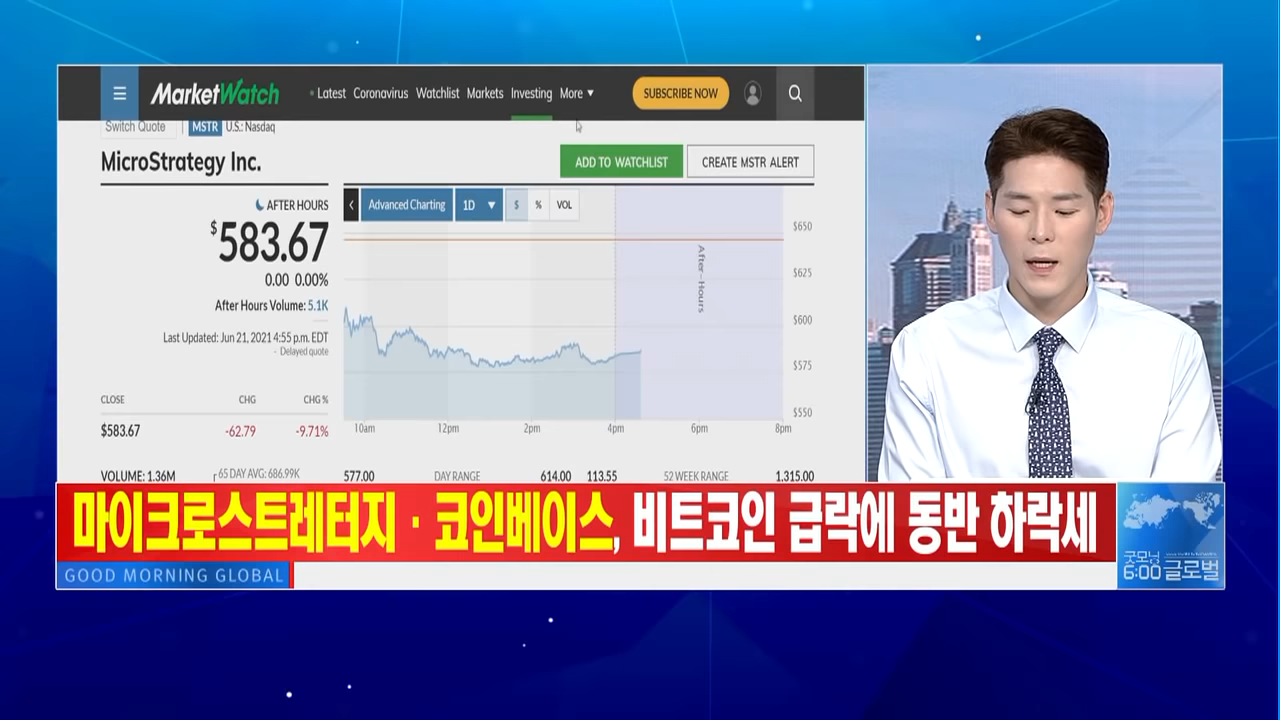 MarketWatch
Latest Coronavirus Watchlist Markets Investing More ▼
SUBSCRIBE NOW
Switch Quote
MSTR U.S.: Nasdaq
MicroStrategy Inc.
ADD TO WATCHLIST
CREATE MSTR ALERT
AFTER HOURS
$583.67
0.00 0.00%
After Hours Volume: 5.1K
Last Updated: Jun 21, 2021 4:55 p.m. EDT
- Delayed quote
CLOSE CHG CHG %
$583.67 -62.79 -9.71%
Advanced Charting 1D ▼ $ % VOL
After-Hours
$650
$625
$600
$575
$550
10am 12pm 2pm 4pm 6pm 8pm
VOLUME: 1.36M 65 DAY AVG: 686.99K
577.00 DAY RANGE 614.00
113.55 52 WEEK RANGE 1,315.00
마이크로스트레터지 · 코인베이스, 비트코인 급락에 동반 하락세
GOOD MORNING GLOBAL
굿모닝
6:00 글로벌